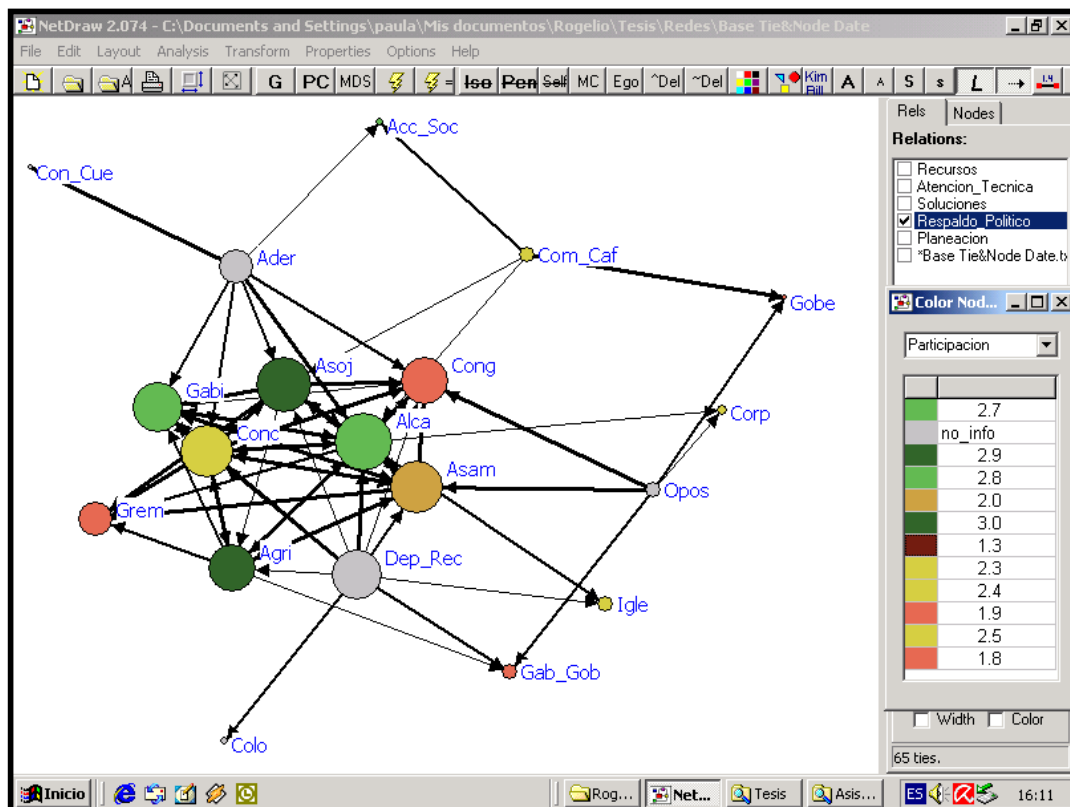 NetDraw 2.074 - C:\Documents and Settings\paula\Mis documentos\Rogelio\Tesis\Redes\Base Tie&Node Date
File Edit Layout Analysis Transform Properties Options Help
A G PC MDS = Iso Pen Self MC Ego ^Del ~Del Kim Bill A A S s L 1.4
Rels Nodes
Relations:
Recursos
Atencion_Tecnica
Soluciones
Respaldo_Politico
Planeacion
*Base Tie&Node Date.tx
Acc_Soc
Con_Cue
Ader
Com_Caf
Gobe
Asoj
Cong
Gabi
Alca
Corp
Conc
Asam
Opos
Grem
Agri
Dep_Rec
Igle
Gab_Gob
Colo
Color Nod...
Participacion
2.7
no_info
2.9
2.8
2.0
3.0
1.3
2.3
2.4
1.9
2.5
1.8
Width Color
65 ties.
Inicio Rog... Net... Tesis Asis... ES 16:11